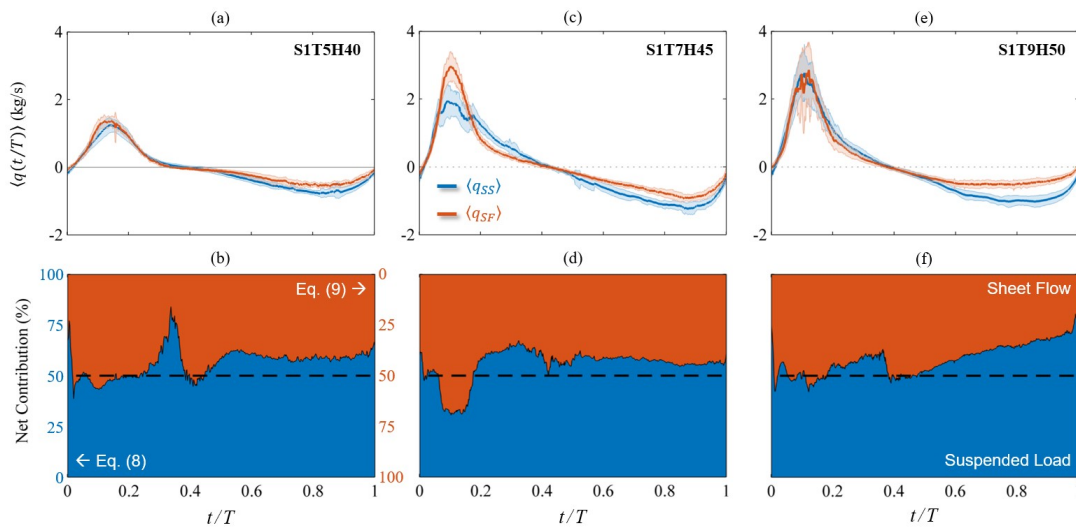 (a)
S1T5H40
⟨q(t/T)⟩ (kg/s)
4
2
0
-2
(c)
S1T7H45
4
2
0
-2
⟨qSS⟩
⟨qSF⟩
(e)
S1T9H50
4
2
0
-2
(b)
Net Contribution (%)
100
75
50
25
0
Eq. (9) →
← Eq. (8)
0
25
50
75
100
0 0.2 0.4 0.6 0.8 1
t/T
(d)
0 0.2 0.4 0.6 0.8 1
t/T
(f)
Sheet Flow
Suspended Load
0 0.2 0.4 0.6 0.8 1
t/T